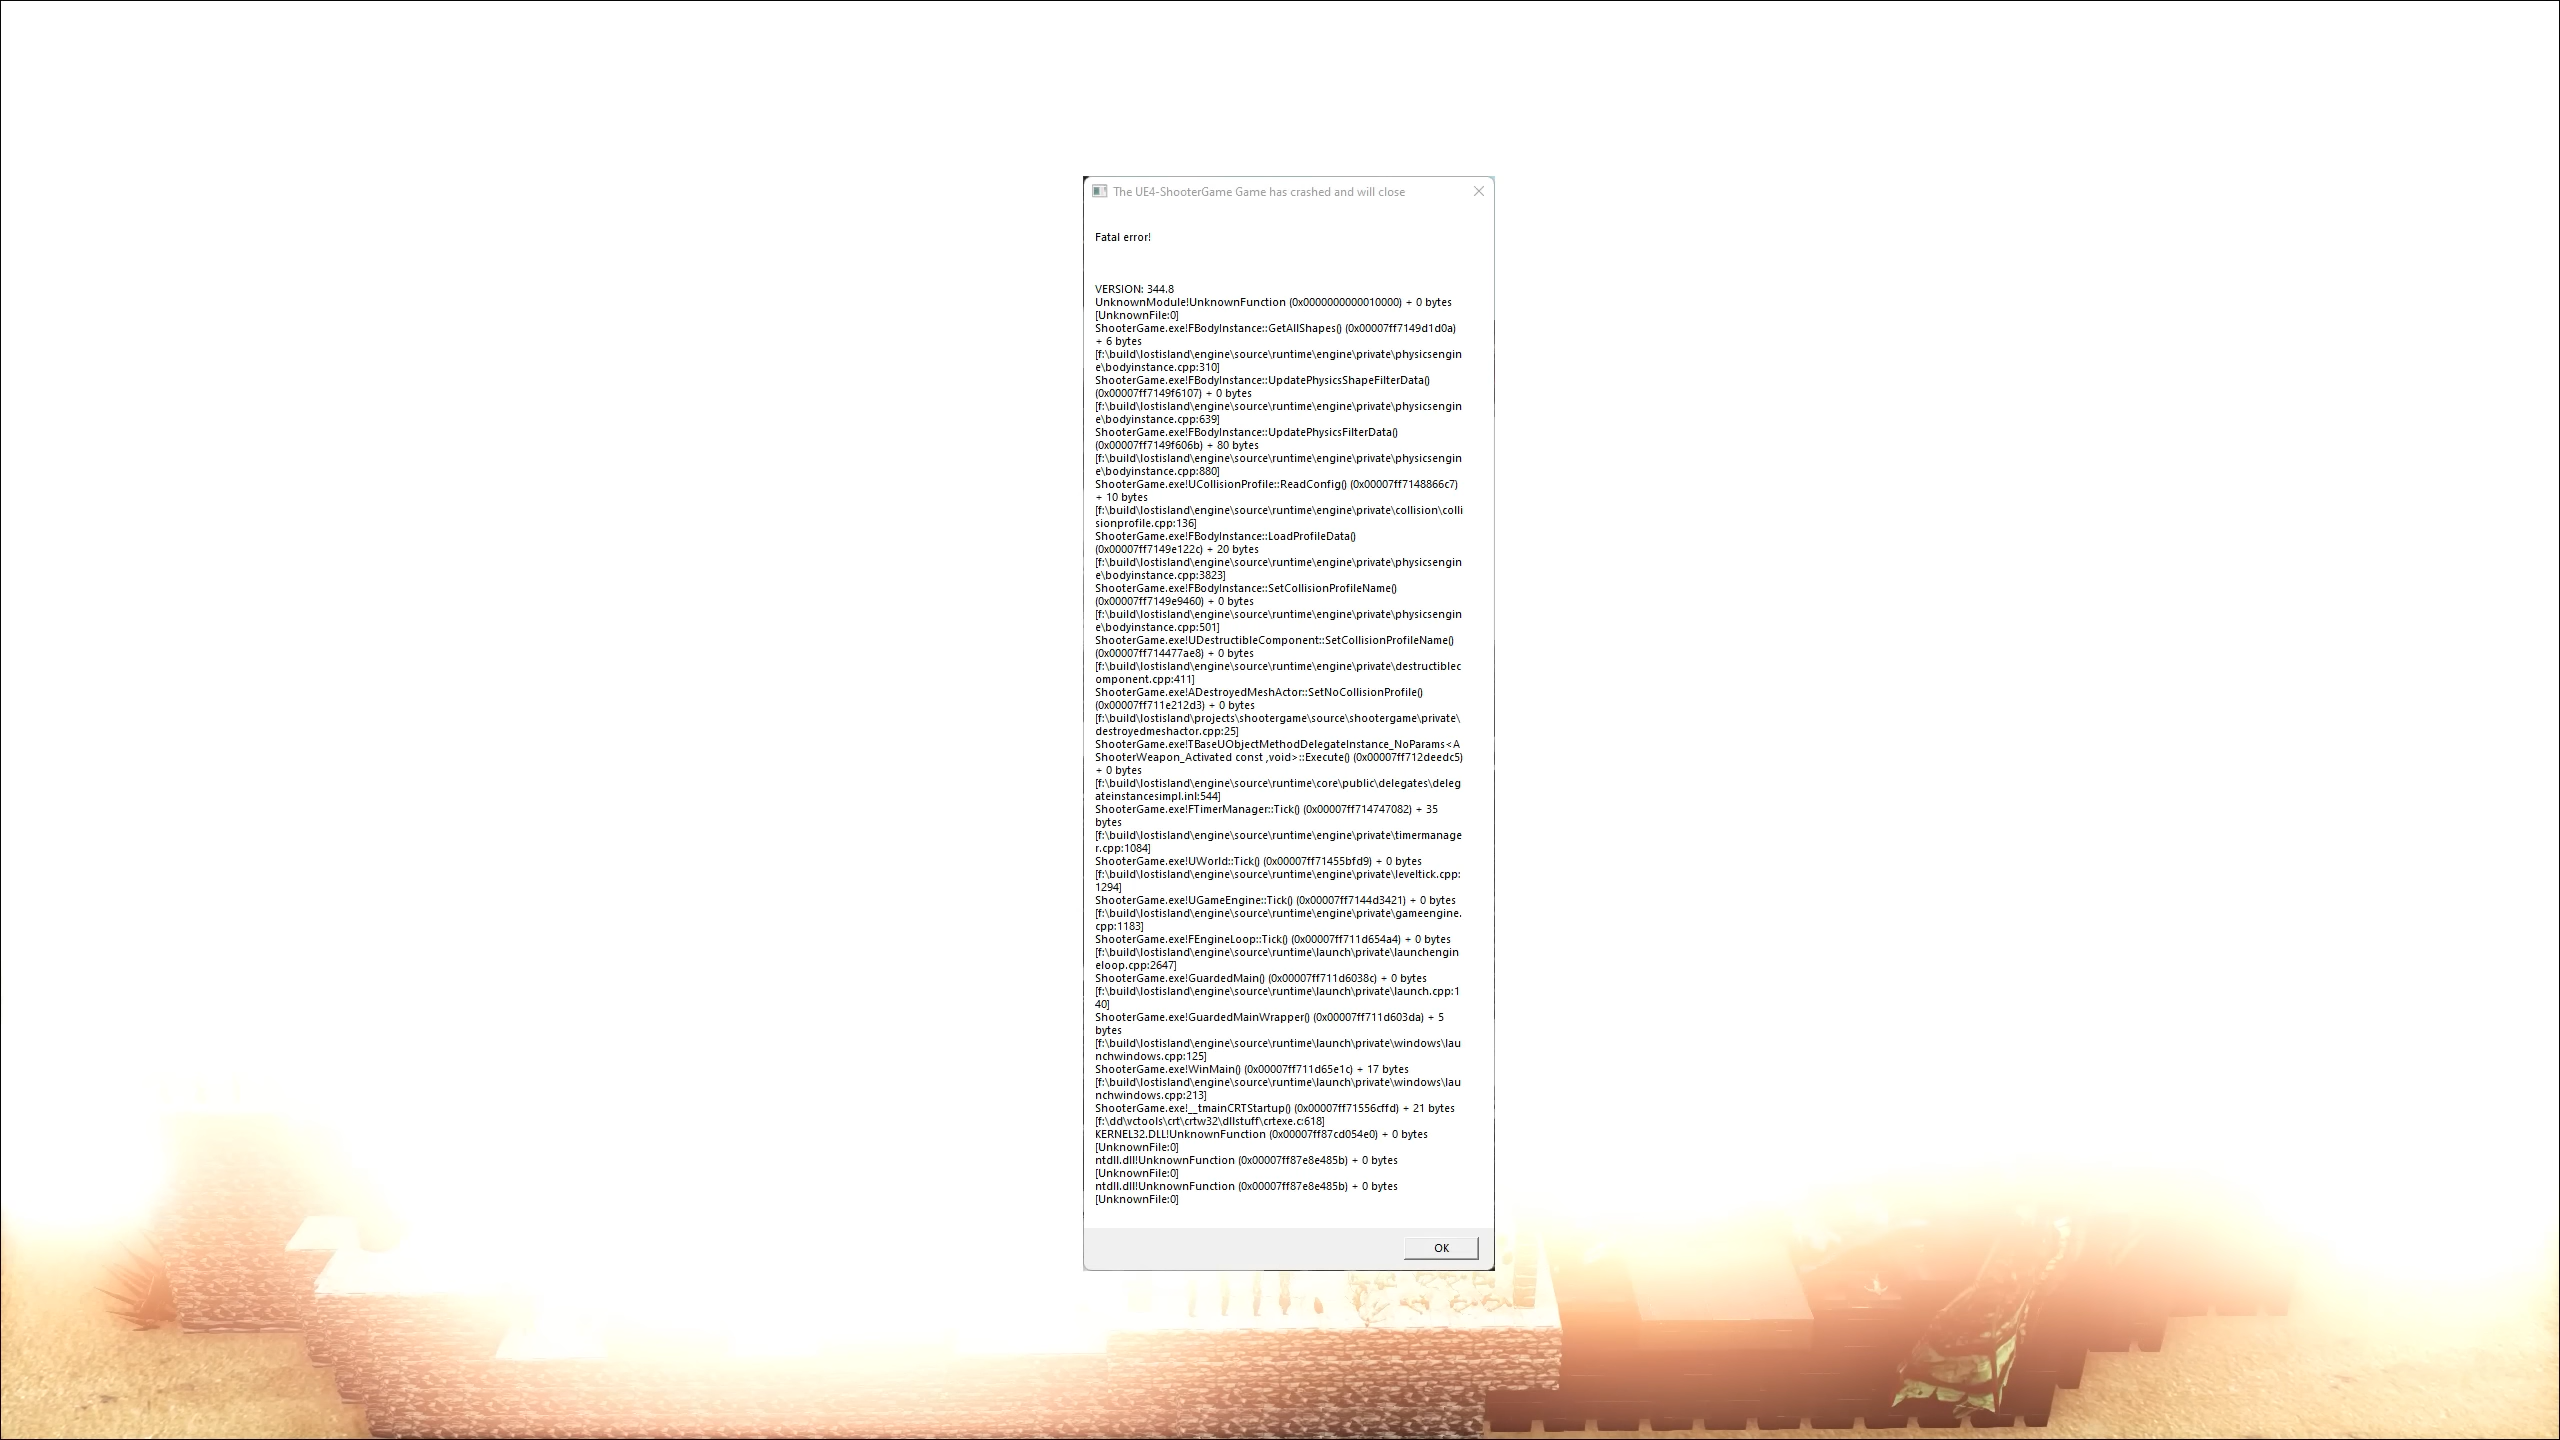 The UE4-ShooterGame Game has crashed and will close
Fatal error!
VERSION: 344.8
UnknownModule!UnknownFunction (0x0000000000010000) + 0 bytes
[UnknownFile:0]
ShooterGame.exe!FBodyInstance::GetAllShapes() (0x00007ff7149d1d0a)
+ 6 bytes
[f:\build\lostisland\engine\source\runtime\engine\private\physicsengin
e\bodyinstance.cpp:310]
ShooterGame.exe!FBodyInstance::UpdatePhysicsShapeFilterData()
(0x00007ff7149f6107) + 0 bytes
[f:\build\lostisland\engine\source\runtime\engine\private\physicsengin
e\bodyinstance.cpp:639]
ShooterGame.exe!FBodyInstance::UpdatePhysicsFilterData()
(0x00007ff7149f606b) + 80 bytes
[f:\build\lostisland\engine\source\runtime\engine\private\physicsengin
e\bodyinstance.cpp:880]
ShooterGame.exe!UCollisionProfile::ReadConfig() (0x00007ff7148866c7)
+ 10 bytes
[f:\build\lostisland\engine\source\runtime\engine\private\collision\colli
sionprofile.cpp:136]
ShooterGame.exe!FBodyInstance::LoadProfileData()
(0x00007ff7149e122c) + 20 bytes
[f:\build\lostisland\engine\source\runtime\engine\private\physicsengin
e\bodyinstance.cpp:3823]
ShooterGame.exe!FBodyInstance::SetCollisionProfileName()
(0x00007ff7149e9460) + 0 bytes
[f:\build\lostisland\engine\source\runtime\engine\private\physicsengin
e\bodyinstance.cpp:501]
ShooterGame.exe!UDestructibleComponent::SetCollisionProfileName()
(0x00007ff714477ae8) + 0 bytes
[f:\build\lostisland\engine\source\runtime\engine\private\destructiblec
omponent.cpp:411]
ShooterGame.exe!ADestroyedMeshActor::SetNoCollisionProfile()
(0x00007ff711e212d3) + 0 bytes
[f:\build\lostisland\projects\shootergame\source\shootergame\private\
destroyedmeshactor.cpp:25]
ShooterGame.exe!TBaseUObjectMethodDelegateInstance_NoParams<A
ShooterWeapon_Activated const ,void>::Execute() (0x00007ff712deedc5)
+ 0 bytes
[f:\build\lostisland\engine\source\runtime\core\public\delegates\deleg
ateinstancesimpl.inl:544]
ShooterGame.exe!FTimerManager::Tick() (0x00007ff714747082) + 35
bytes
[f:\build\lostisland\engine\source\runtime\engine\private\timermanage
r.cpp:1084]
ShooterGame.exe!UWorld::Tick() (0x00007ff71455bfd9) + 0 bytes
[f:\build\lostisland\engine\source\runtime\engine\private\leveltick.cpp:
1294]
ShooterGame.exe!UGameEngine::Tick() (0x00007ff7144d3421) + 0 bytes
[f:\build\lostisland\engine\source\runtime\engine\private\gameengine.
cpp:1183]
ShooterGame.exe!FEngineLoop::Tick() (0x00007ff711d654a4) + 0 bytes
[f:\build\lostisland\engine\source\runtime\launch\private\launchengin
eloop.cpp:2647]
ShooterGame.exe!GuardedMain() (0x00007ff711d6038c) + 0 bytes
[f:\build\lostisland\engine\source\runtime\launch\private\launch.cpp:1
40]
ShooterGame.exe!GuardedMainWrapper() (0x00007ff711d603da) + 5
bytes
[f:\build\lostisland\engine\source\runtime\launch\private\windows\lau
nchwindows.cpp:125]
ShooterGame.exe!WinMain() (0x00007ff711d65e1c) + 17 bytes
[f:\build\lostisland\engine\source\runtime\launch\private\windows\lau
nchwindows.cpp:213]
ShooterGame.exe!__tmainCRTStartup() (0x00007ff71556cffd) + 21 bytes
[f:\dd\vctools\crt\crtw32\dllstuff\crtexe.c:618]
KERNEL32.DLL!UnknownFunction (0x00007ff87cd054e0) + 0 bytes
[UnknownFile:0]
ntdll.dll!UnknownFunction (0x00007ff87e8e485b) + 0 bytes
[UnknownFile:0]
ntdll.dll!UnknownFunction (0x00007ff87e8e485b) + 0 bytes
[UnknownFile:0]
OK